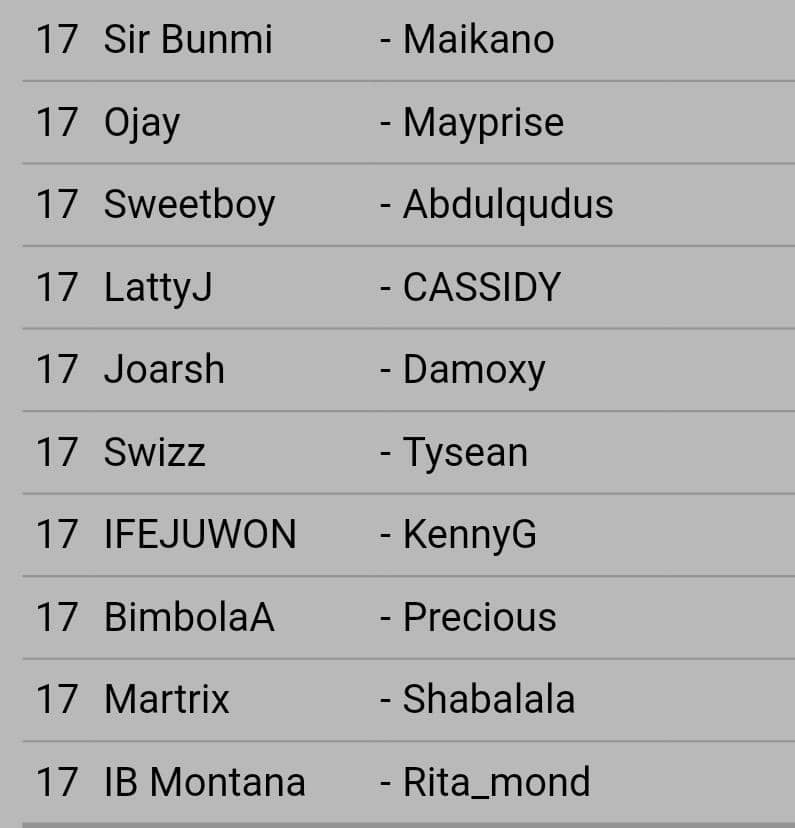 17 Sir Bunmi - Maikano
17 Ojay - Mayprise
17 Sweetboy - Abdulqudus
17 LattyJ - CASSIDY
17 Joarsh - Damoxy
17 Swizz - Tysean
17 IFEJUWON - KennyG
17 BimbolaA - Precious
17 Martrix - Shabalala
17 IB Montana - Rita_mond